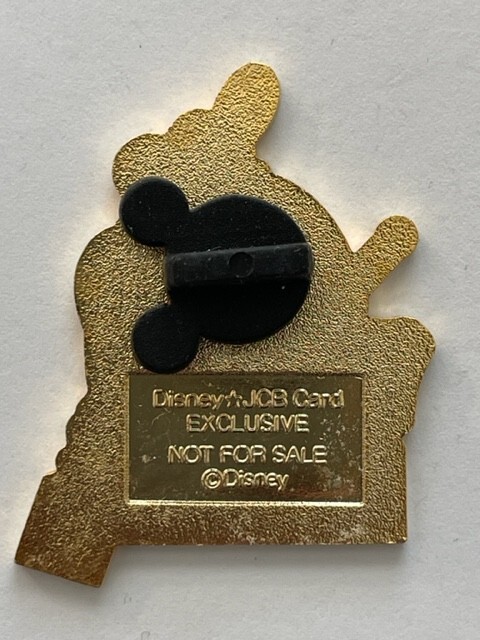 Disney☆JCB Card
EXCLUSIVE
NOT FOR SALE
©Disney